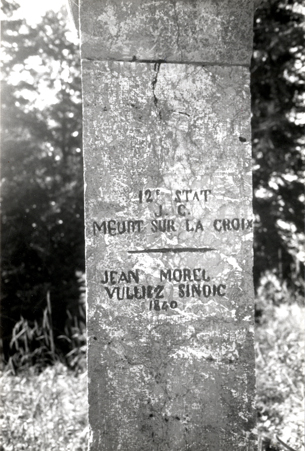 12E STAT
J. C.
MEURT SUR LA CROIX
JEAN MOREL
VULLIEZ SINDIC
1840